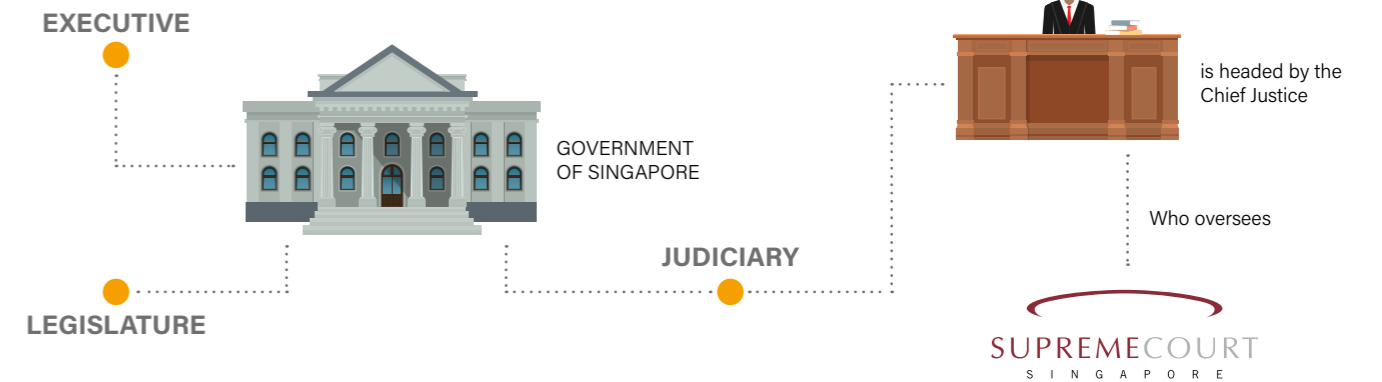 EXECUTIVE
GOVERNMENT
OF SINGAPORE
LEGISLATURE
JUDICIARY
is headed by the
Chief Justice
Who oversees
SUPREMECOURT
SINGAPORE